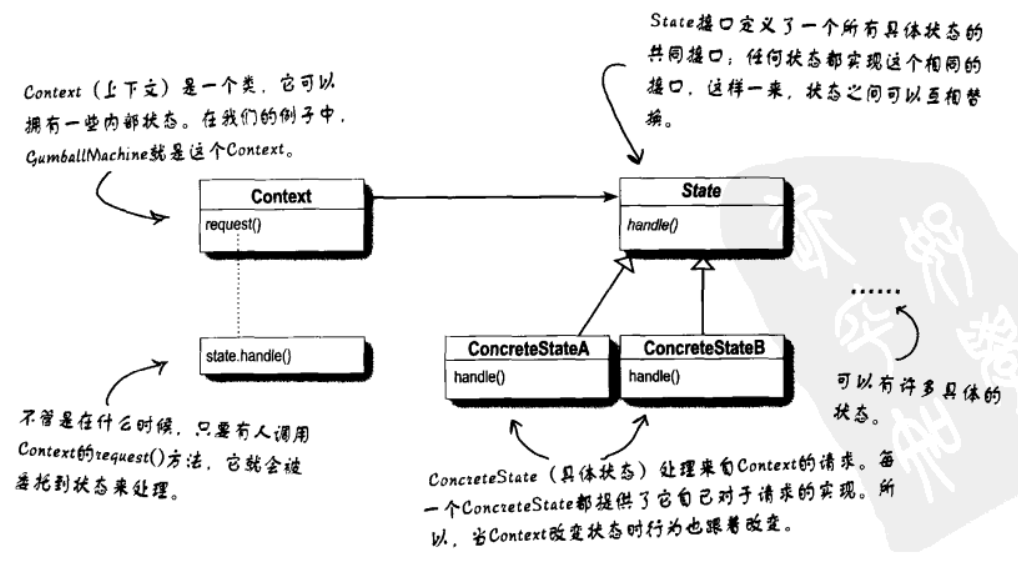 State接口定义了一个所有具体状态的
共同接口；任何状态都实现这个相同的
接口，这样一来，状态之间可以互相替
换。
Context（上下文）是一个类，它可以
拥有一些内部状态。在我们的例子中，
GumballMachine就是这个Context。
Context
request()
State
handle()
state.handle()
ConcreteStateA
handle()
ConcreteStateB
handle()
......
可以有许多具体的
状态。
不管是在什么时候，只要有人调用
Context的request()方法，它就会被
委托到状态来处理。
ConcreteState（具体状态）处理来自Context的请求。每
一个ConcreteState都提供了它自己对于请求的实现。所
以，当Context改变状态时行为也跟着改变。